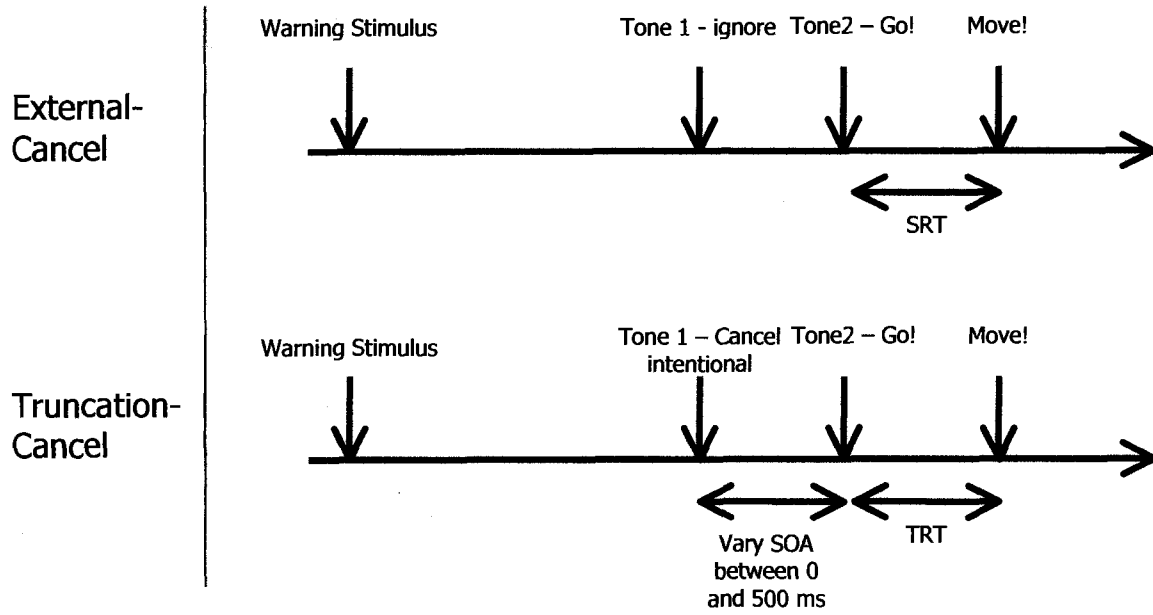 Warning Stimulus
Tone 1 - ignore
Tone2 – Go!
Move!
External-
Cancel
SRT
Warning Stimulus
Tone 1 – Cancel
intentional
Tone2 – Go!
Move!
Truncation-
Cancel
Vary SOA
between 0
and 500 ms
TRT